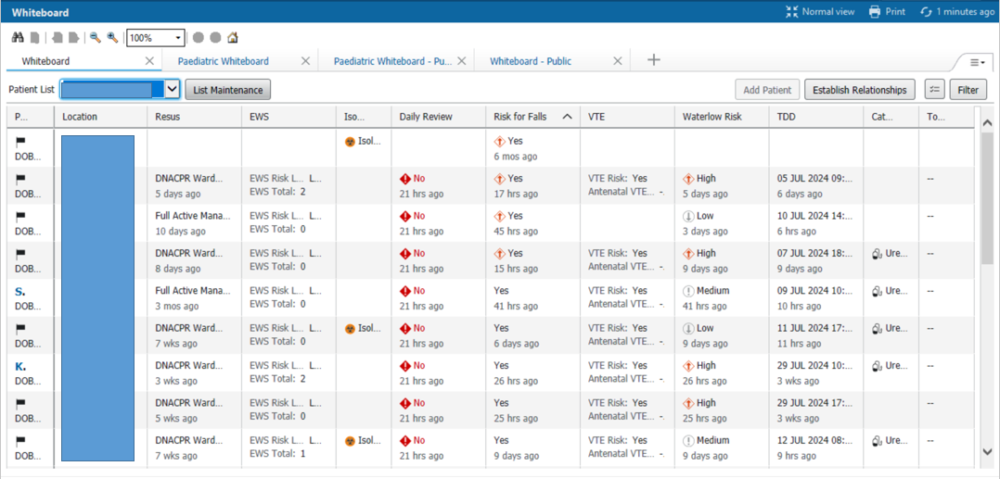 Whiteboard Normal view Print 1 minutes ago
100%
Whiteboard Paediatric Whiteboard Paediatric Whiteboard - Pu... Whiteboard - Public
Patient List List Maintenance Add Patient Establish Relationships Filter
P... Location Resus EWS Iso... Daily Review Risk for Falls VTE Waterlow Risk TDD Cat... To...
Isol... Yes
DOB... 6 mos ago
DNACPR Ward... EWS Risk L... L... No Yes VTE Risk: Yes High 05 JUL 2024 09:... --
DOB... 5 days ago EWS Total: 2 21 hrs ago 17 hrs ago Antenatal VTE... -. 5 days ago 6 days ago
Full Active Mana... EWS Risk L... L... No Yes Low 10 JUL 2024 14:... --
DOB... 10 days ago EWS Total: 0 21 hrs ago 45 hrs ago 3 days ago 6 hrs ago
DNACPR Ward... EWS Risk L... L... No Yes VTE Risk: Yes High 07 JUL 2024 18:... Ure... --
DOB... 8 days ago EWS Total: 0 21 hrs ago 15 hrs ago Antenatal VTE... -. 9 days ago 9 days ago
S. Full Active Mana... EWS Risk L... L... No Yes VTE Risk: Yes Medium 09 JUL 2024 10:... Ure... --
DOB... 3 mos ago EWS Total: 0 21 hrs ago 41 hrs ago Antenatal VTE... -. 41 hrs ago 10 hrs ago
DNACPR Ward... EWS Risk L... L... Isol... No Yes VTE Risk: Yes Low 11 JUL 2024 17:... Ure... --
DOB... 7 wks ago EWS Total: 0 21 hrs ago 6 days ago Antenatal VTE... -. 9 days ago 11 hrs ago
K. DNACPR Ward... EWS Risk L... L... No Yes VTE Risk: Yes High 29 JUL 2024 10:... Ure... --
DOB... 3 wks ago EWS Total: 2 21 hrs ago 26 hrs ago Antenatal VTE... -. 26 hrs ago 3 wks ago
DNACPR Ward... EWS Risk L... L... No Yes VTE Risk: Yes High 29 JUL 2024 17:... --
DOB... 5 wks ago EWS Total: 0 21 hrs ago 25 hrs ago Antenatal VTE... -. 25 hrs ago 3 wks ago
DNACPR Ward... EWS Risk L... L... Isol... No Yes VTE Risk: Yes Medium 12 JUL 2024 08:... Ure... --
DOB... 7 wks ago EWS Total: 1 21 hrs ago 9 days ago Antenatal VTE... -. 9 days ago 9 hrs ago